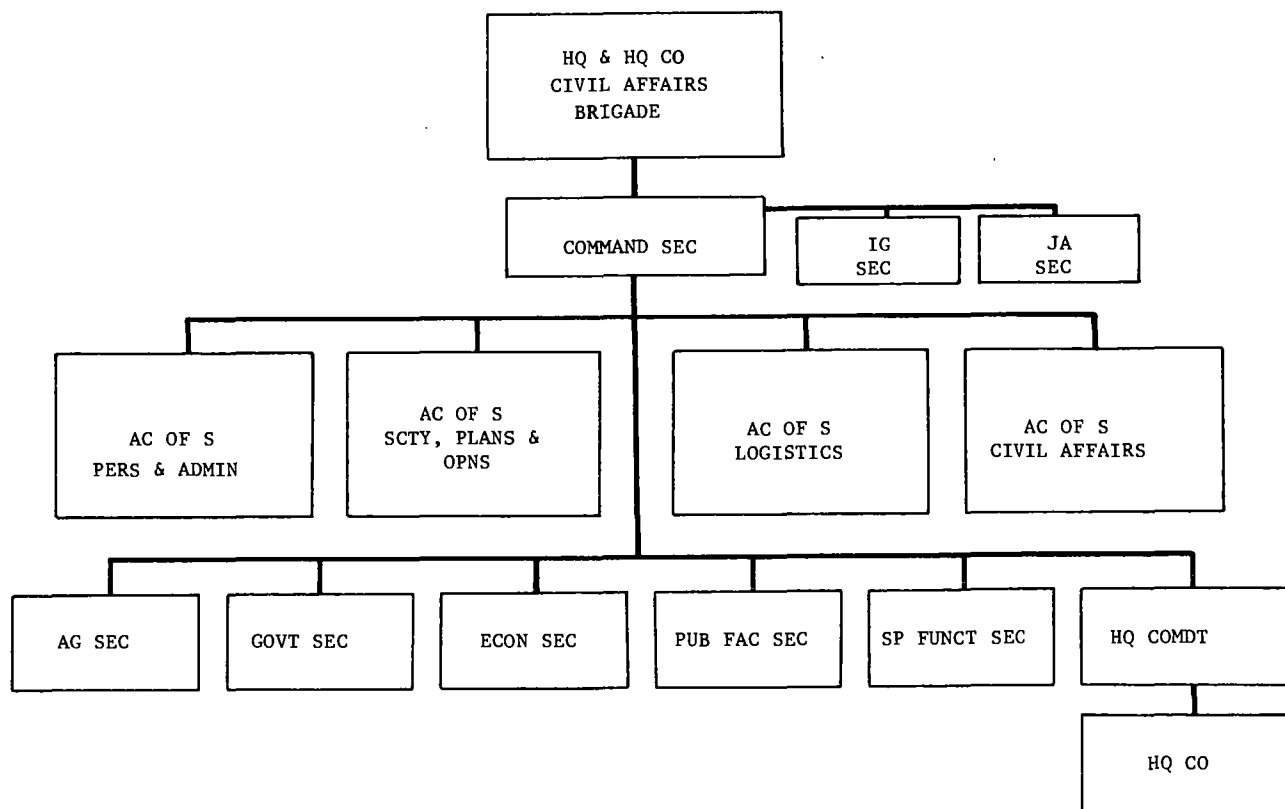 HQ & HQ CO
CIVIL AFFAIRS
BRIGADE
COMMAND SEC
IG
SEC
JA
SEC
AC OF S
PERS & ADMIN
AC OF S
SCTY, PLANS &
OPNS
AC OF S
LOGISTICS
AC OF S
CIVIL AFFAIRS
AG SEC
GOVT SEC
ECON SEC
PUB FAC SEC
SP FUNCT SEC
HQ COMDT
HQ CO